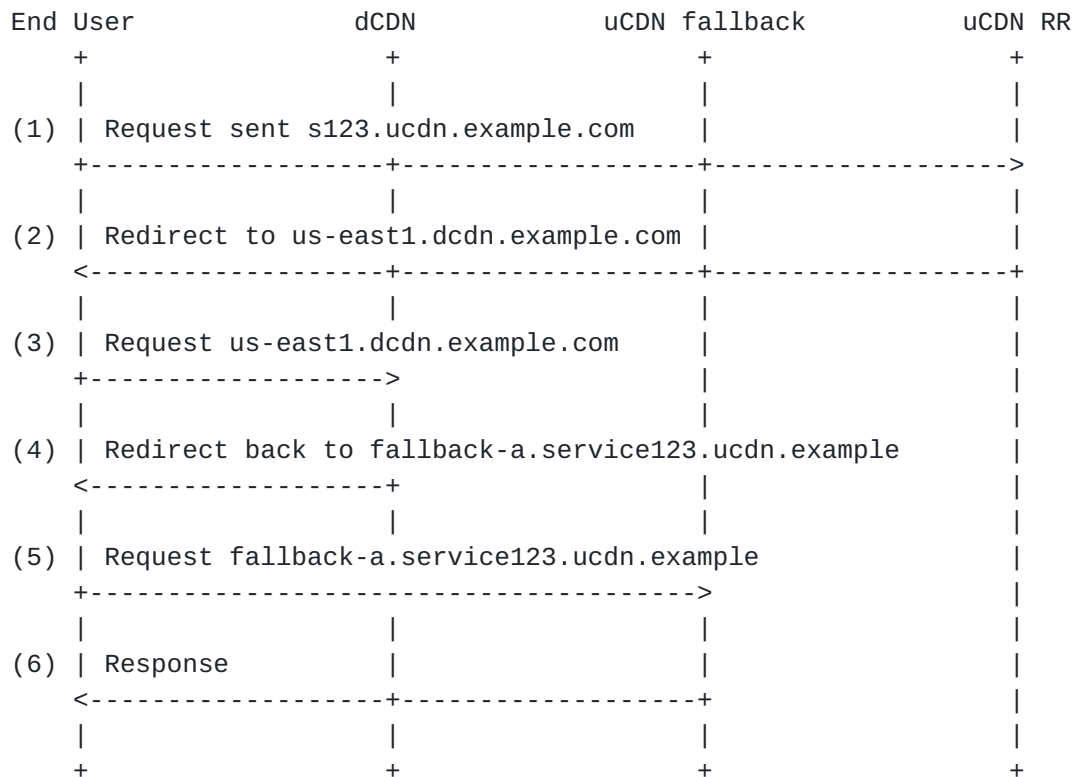 End User dCDN uCDN fallback uCDN RR
(1) Request sent s123.ucdn.example.com
(2) Redirect to us-east1.dcdn.example.com
(3) Request us-east1.dcdn.example.com
(4) Redirect back to fallback-a.service123.ucdn.example
(5) Request fallback-a.service123.ucdn.example
(6) Response